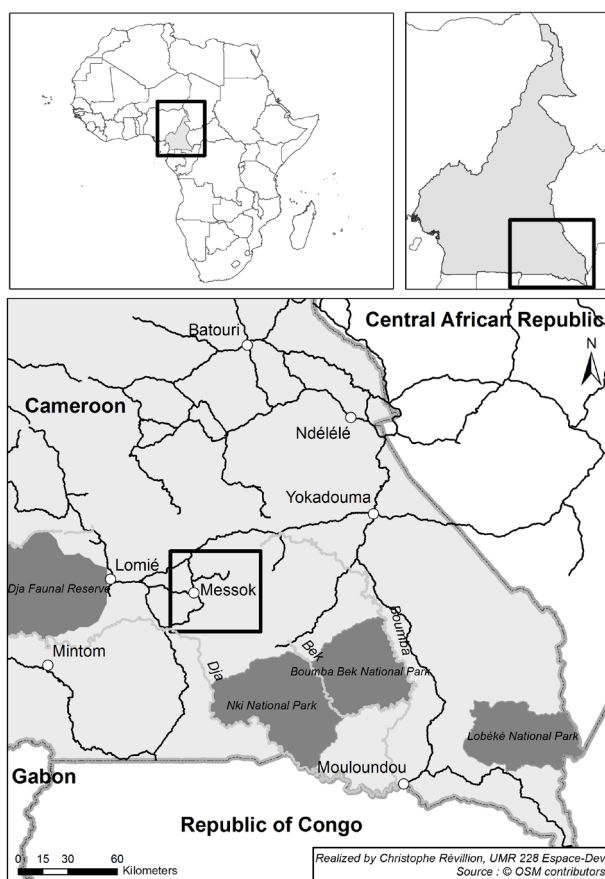 Batouri
Central African Republic
N
Cameroon
Ndélélé
Yokadouma
Lomié
Messok
Dja Faunal Reserve
Mintom
Dja
Bek
Boumba
Boumba Bek National Park
Nki National Park
Lobéké National Park
Mouloundou
Gabon
Republic of Congo
0 15 30 60
Kilometers
Realized by Christophe Révillion, UMR 228 Espace-Dev
Source : © OSM contributors